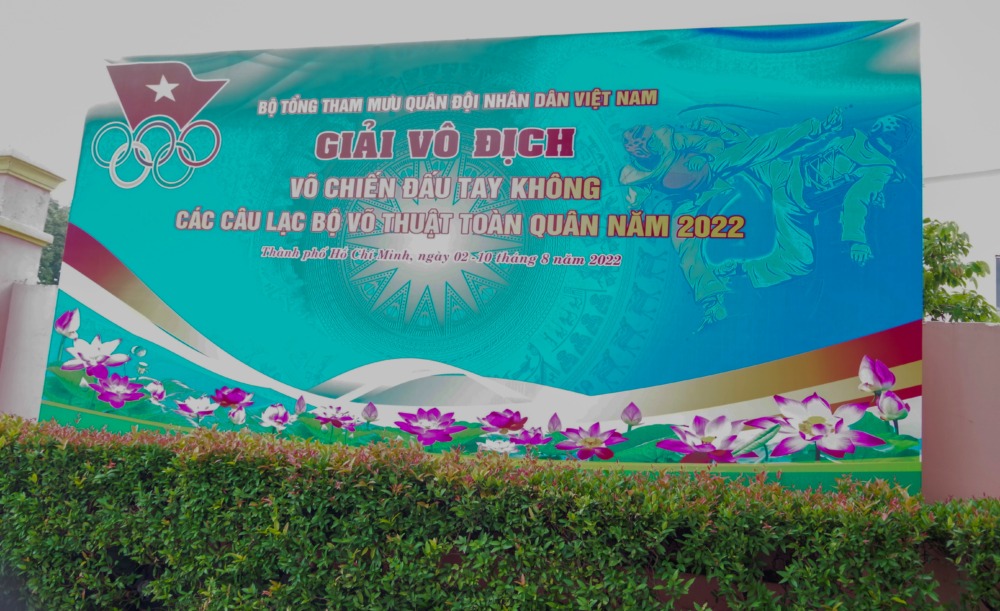 BỘ TỔNG THAM MƯU QUÂN ĐỘI NHÂN DÂN VIỆT NAM
GIẢI VÔ ĐỊCH
VÕ CHIẾN ĐẤU TAY KHÔNG
CÁC CÂU LẠC BỘ VÕ THUẬT TOÀN QUÂN NĂM 2022
Thành phố Hồ Chí Minh, ngày 02 - 10 tháng 8 năm 2022